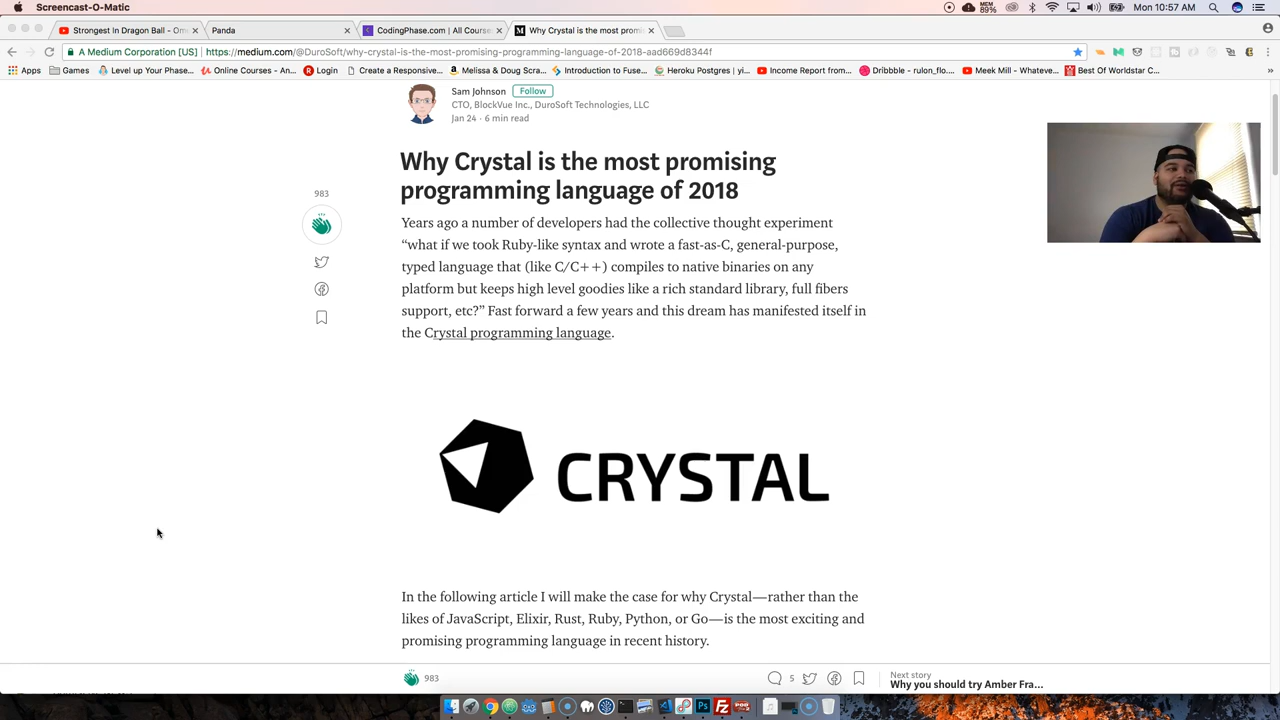 Screencast-O-Matic
MEM
89%
Mon 10:57 AM
Strongest In Dragon Ball - Om
Panda
CodingPhase.com | All Course
Why Crystal is the most promi
A Medium Corporation [US]
https://medium.com/@DuroSoft/why-crystal-is-the-most-promising-programming-language-of-2018-aad669d8344f
Apps
Games
Level up Your Phase...
Online Courses - An...
Login
Create a Responsive...
Melissa & Doug Scra...
Introduction to Fuse...
Heroku Postgres | yi...
Income Report from...
Dribbble - rulon_flo...
Meek Mill - Whateve...
Best Of Worldstar C...
»
Sam Johnson
Follow
CTO, BlockVue Inc., DuroSoft Technologies, LLC
Jan 24 · 6 min read
Why Crystal is the most promising
programming language of 2018
983
Years ago a number of developers had the collective thought experiment
“what if we took Ruby-like syntax and wrote a fast-as-C, general-purpose,
typed language that (like C/C++) compiles to native binaries on any
platform but keeps high level goodies like a rich standard library, full fibers
support, etc?” Fast forward a few years and this dream has manifested itself in
the Crystal programming language.
CRYSTAL
In the following article I will make the case for why Crystal—rather than the
likes of JavaScript, Elixir, Rust, Ruby, Python, or Go—is the most exciting and
promising programming language in recent history.
983
5
Next story
Why you should try Amber Fra...